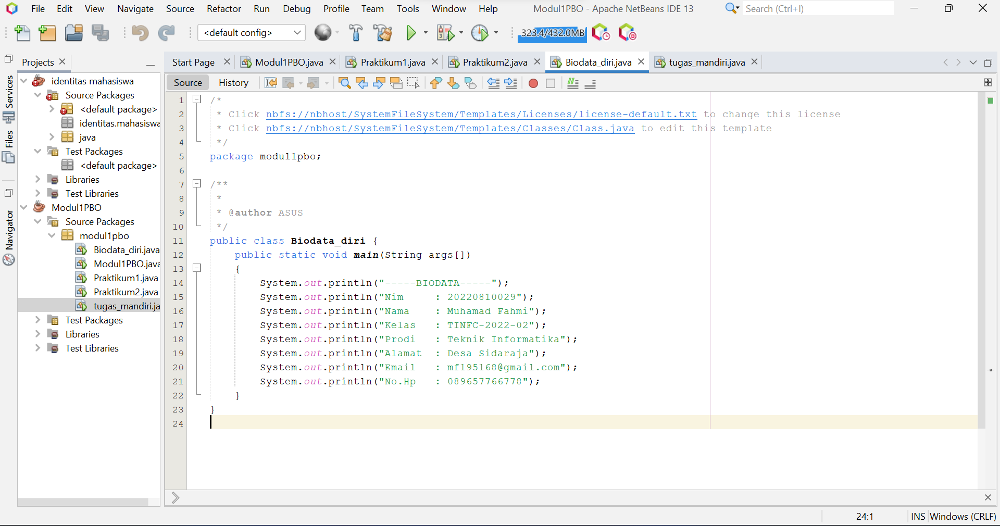 File Edit View Navigate Source Refactor Run Debug Profile Team Tools Window Help Modul1PBO - Apache NetBeans IDE 13 Search (Ctrl+I)
<default config> 323.4/432.0MB
Projects
Start Page Modul1PBO.java Praktikum1.java Praktikum2.java Biodata_diri.java tugas_mandiri.java
Source History
Services
Files
Navigator
identitas mahasiswa
Source Packages
<default package>
identitas.mahasiswa
java
Test Packages
<default package>
Libraries
Test Libraries
Modul1PBO
Source Packages
modul1pbo
Biodata_diri.java
Modul1PBO.java
Praktikum1.java
Praktikum2.java
tugas_mandiri.ja
Test Packages
Libraries
Test Libraries
1 /*
2 * Click nbfs://nbhost/SystemFileSystem/Templates/Licenses/license-default.txt to change this license
3 * Click nbfs://nbhost/SystemFileSystem/Templates/Classes/Class.java to edit this template
4 */
5 package modul1pbo;
6
7 /**
8 *
9 * @author ASUS
10 */
11 public class Biodata_diri {
12 public static void main(String args[])
13 {
14 System.out.println("-----BIODATA-----");
15 System.out.println("Nim     : 20220810029");
16 System.out.println("Nama    : Muhamad Fahmi");
17 System.out.println("Kelas   : TINFC-2022-02");
18 System.out.println("Prodi   : Teknik Informatika");
19 System.out.println("Alamat  : Desa Sidaraja");
20 System.out.println("Email   : mf195168@gmail.com");
21 System.out.println("No.Hp   : 089657766778");
22 }
23 }
24
24:1 INS Windows (CRLF)